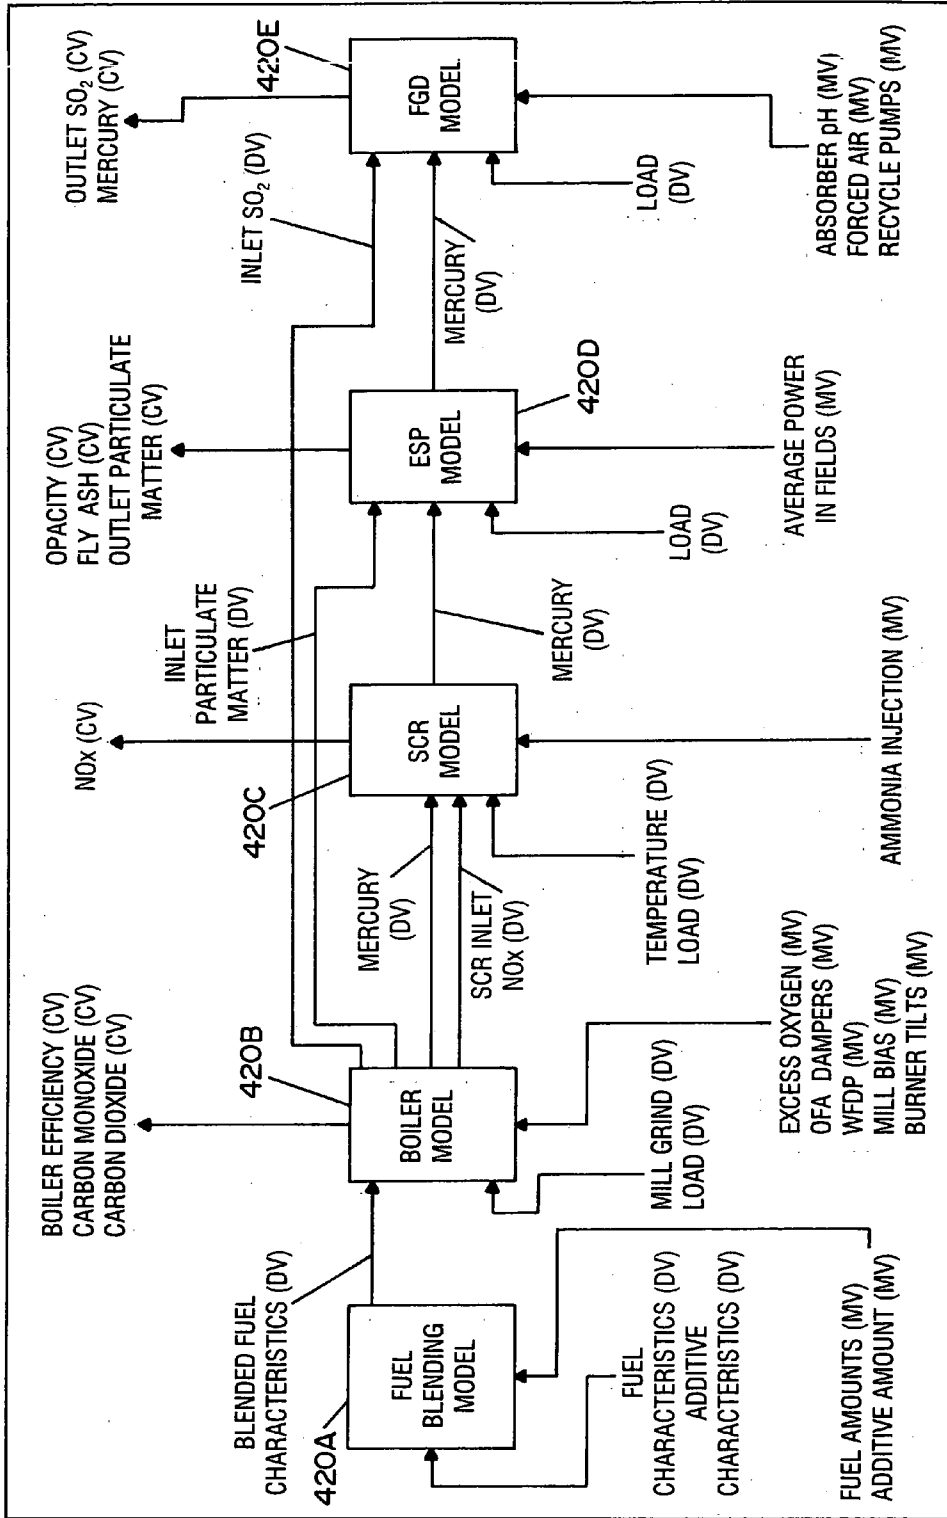 BLENDED FUEL
CHARACTERISTICS (DV)
420A
FUEL
BLENDING
MODEL
FUEL
CHARACTERISTICS (DV)
ADDITIVE
CHARACTERISTICS (DV)
FUEL AMOUNTS (MV)
ADDITIVE AMOUNT (MV)
BOILER EFFICIENCY (CV)
CARBON MONOXIDE (CV)
CARBON DIOXIDE (CV)
420B
BOILER
MODEL
MILL GRIND (DV)
LOAD (DV)
EXCESS OXYGEN (MV)
OFA DAMPERS (MV)
WFDP (MV)
MILL BIAS (MV)
BURNER TILTS (MV)
MERCURY
(DV)
SCR INLET
NOx (DV)
NOx (CV)
420C
SCR
MODEL
TEMPERATURE (DV)
LOAD (DV)
AMMONIA INJECTION (MV)
INLET
PARTICULATE
MATTER (DV)
MERCURY
(DV)
OPACITY (CV)
FLY ASH (CV)
OUTLET PARTICULATE
MATTER (CV)
ESP
MODEL
420D
LOAD
(DV)
AVERAGE POWER
IN FIELDS (MV)
INLET SO₂ (DV)
MERCURY
(DV)
OUTLET SO₂ (CV)
MERCURY (CV)
420E
FGD
MODEL
LOAD
(DV)
ABSORBER pH (MV)
FORCED AIR (MV)
RECYCLE PUMPS (MV)